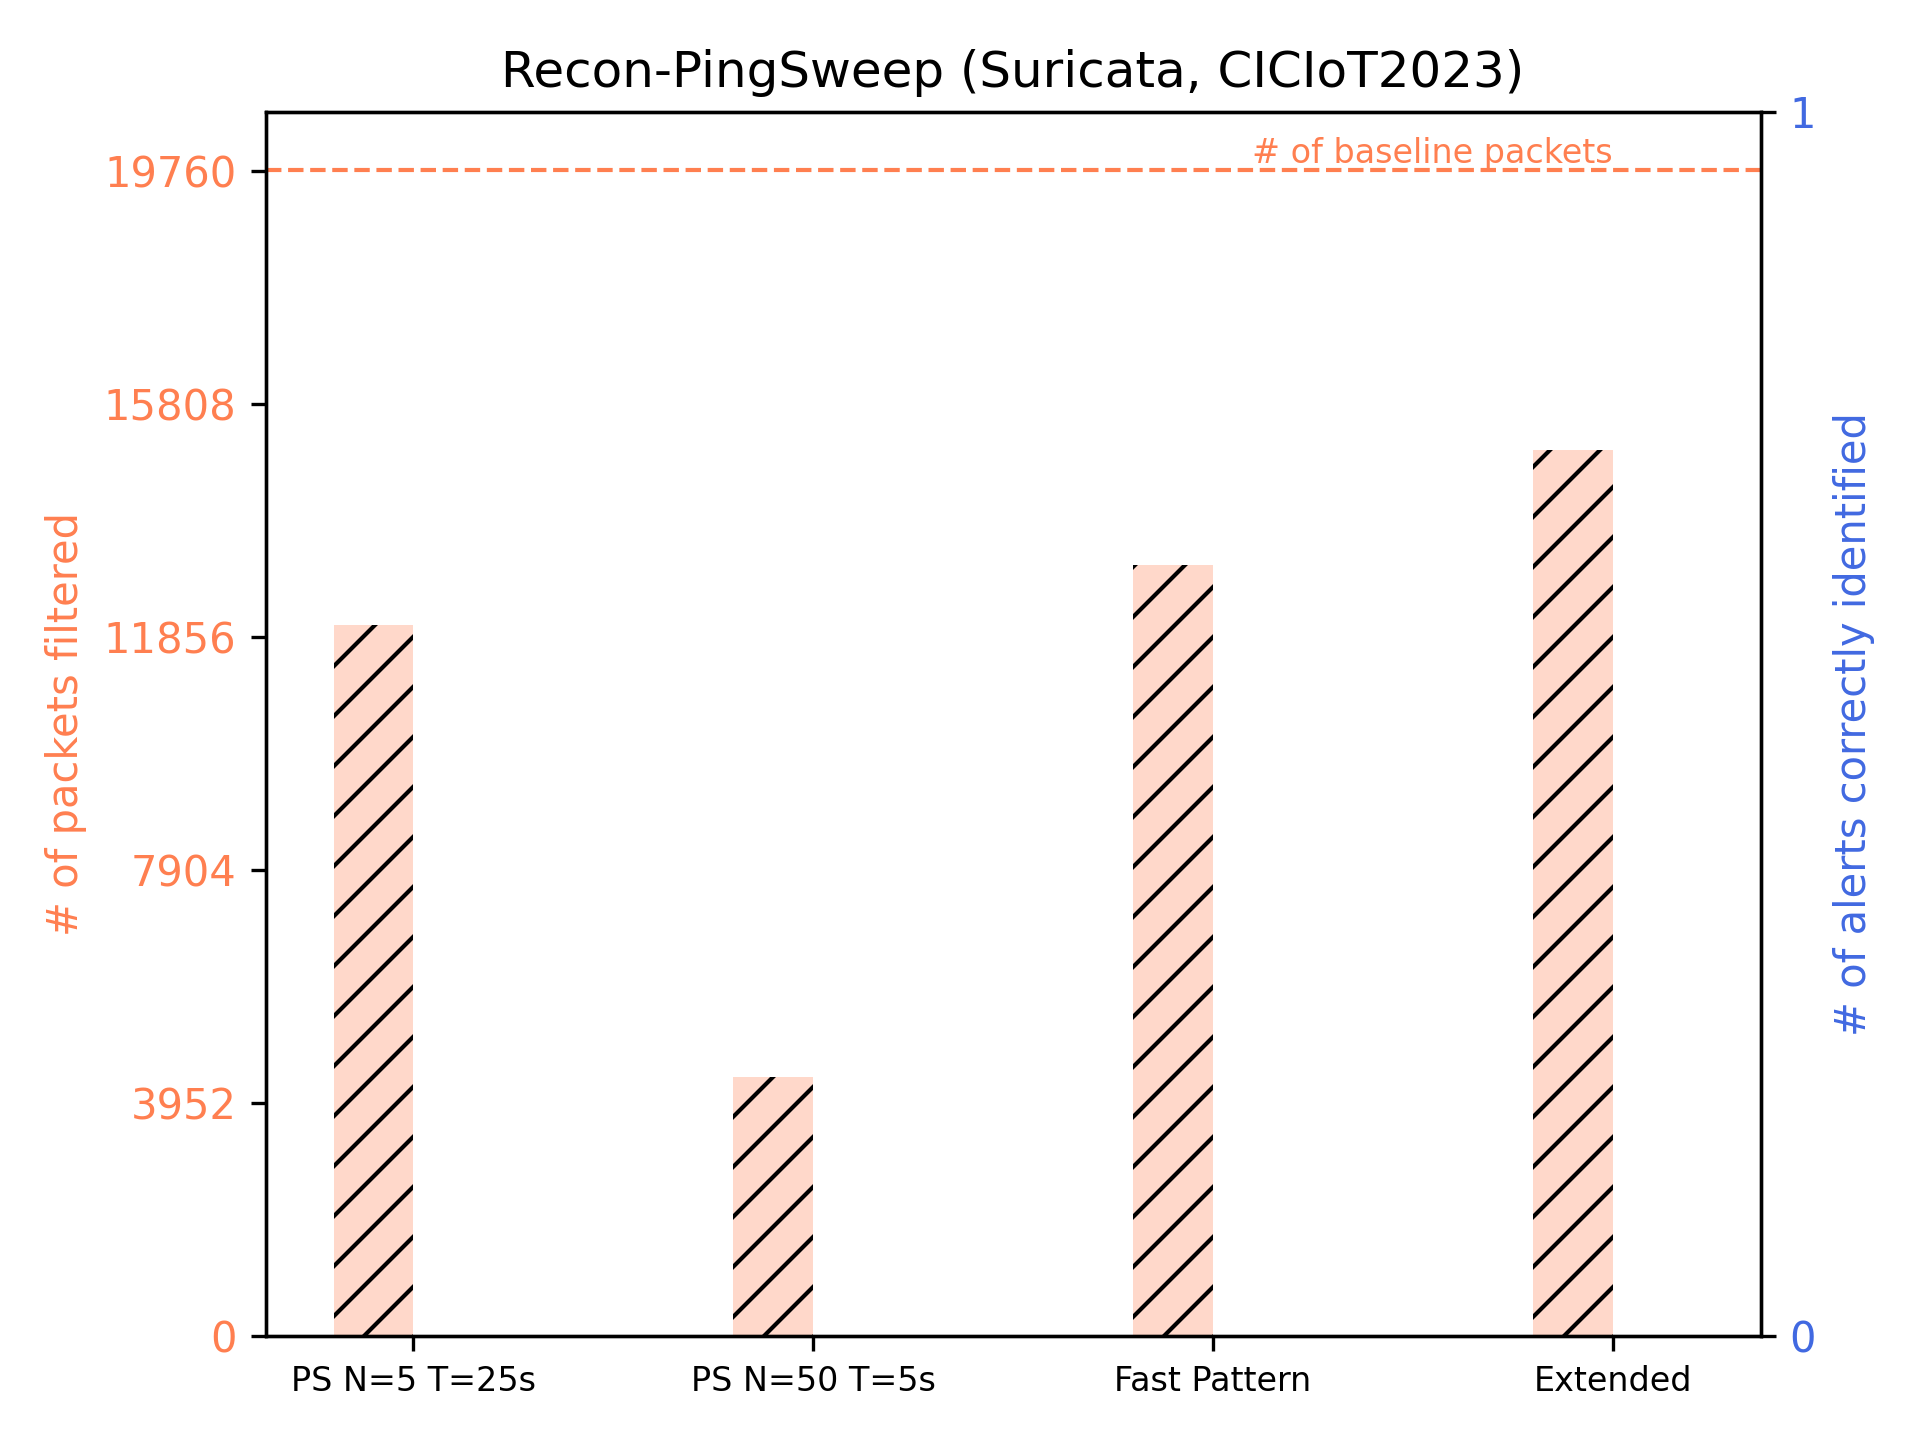 Recon-PingSweep (Suricata, CICIoT2023)
# of baseline packets
19760
15808
11856
7904
3952
0
# of packets filtered
1
0
# of alerts correctly identified
PS N=5 T=25s
PS N=50 T=5s
Fast Pattern
Extended